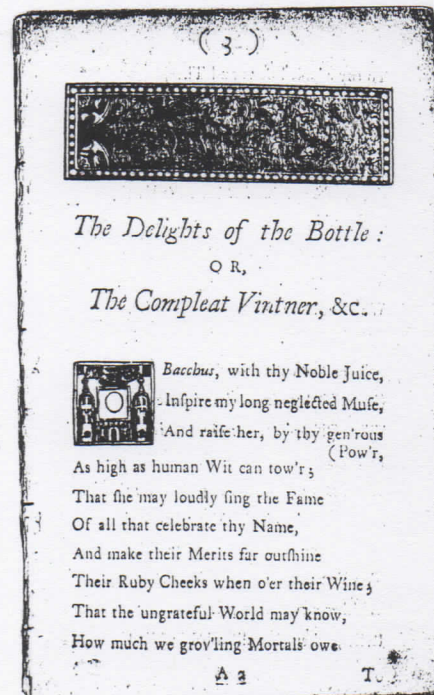 ( 3 )
The Delights of the Bottle :
O R,
The Compleat Vintner, &c.
O Bacchus, with thy Noble Juice,
Inſpire my long neglected Muſe,
And raiſe her, by thy gen'rous
(Pow'r,
As high as human Wit can tow'r;
That ſhe may loudly ſing the Fame
Of all that celebrate thy Name,
And make their Merits far outſhine
Their Ruby Cheeks when o'er their Wine;
That the ungrateful World may know,
How much we grov'ling Mortals owe
A 2
T